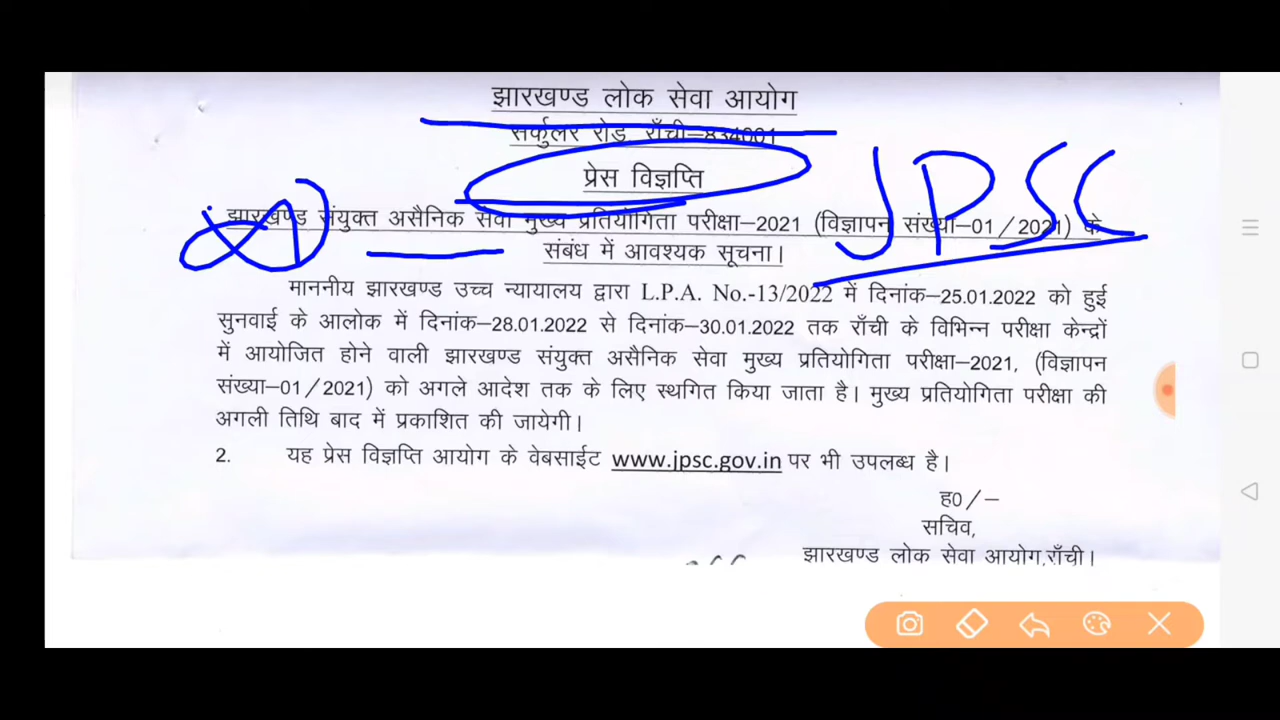 झारखण्ड लोक सेवा आयोग
सर्कुलर रोड राँची–834001
प्रेस विज्ञप्ति
JPSC
झारखण्ड संयुक्त असैनिक सेवा मुख्य प्रतियोगिता परीक्षा–2021 (विज्ञापन संख्या–01/2021) के
संबंध में आवश्यक सूचना।
माननीय झारखण्ड उच्च न्यायालय द्वारा L.P.A. No.-13/2022 में दिनांक–25.01.2022 को हुई
सुनवाई के आलोक में दिनांक–28.01.2022 से दिनांक–30.01.2022 तक राँची के विभिन्न परीक्षा केन्द्रों
में आयोजित होने वाली झारखण्ड संयुक्त असैनिक सेवा मुख्य प्रतियोगिता परीक्षा–2021, (विज्ञापन
संख्या–01/2021) को अगले आदेश तक के लिए स्थगित किया जाता है। मुख्य प्रतियोगिता परीक्षा की
अगली तिथि बाद में प्रकाशित की जायेगी।
2. यह प्रेस विज्ञप्ति आयोग के वेबसाईट www.jpsc.gov.in पर भी उपलब्ध है।
ह0/–
सचिव,
झारखण्ड लोक सेवा आयोग,राँची।